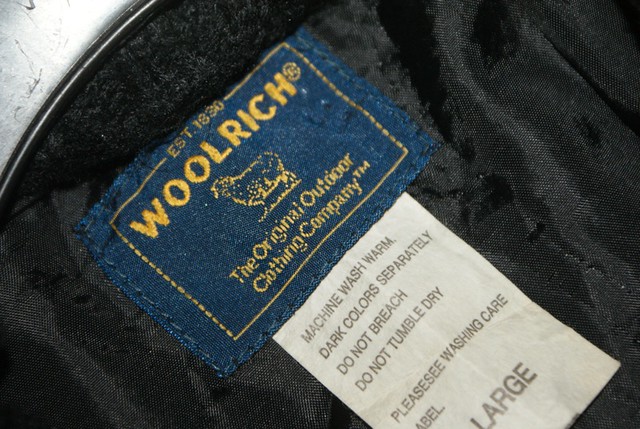 EST. 1830
WOOLRICH®
The Original Outdoor
Clothing Company™
MACHINE WASH WARM.
DARK COLORS SEPARATELY
DO NOT BREACH
DO NOT TUMBLE DRY
PLEASESEE WASHING CARE
ABEL.
LARGE